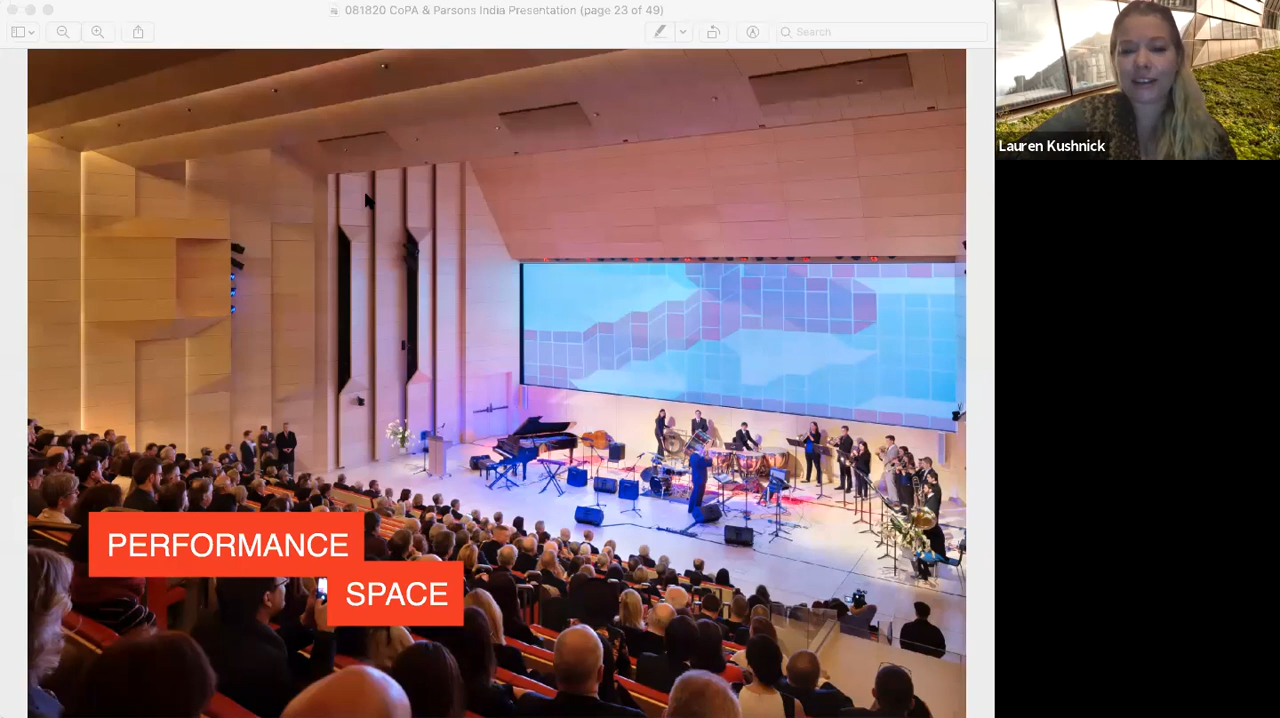 081820 CoPA & Parsons India Presentation (page 23 of 49)
Search
Lauren Kushnick
PERFORMANCE
SPACE